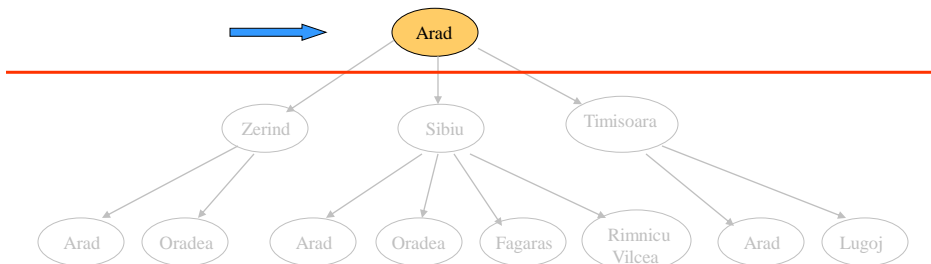 Arad
Zerind
Sibiu
Timisoara
Arad
Oradea
Arad
Oradea
Fagaras
Rimnicu
Vilcea
Arad
Lugoj